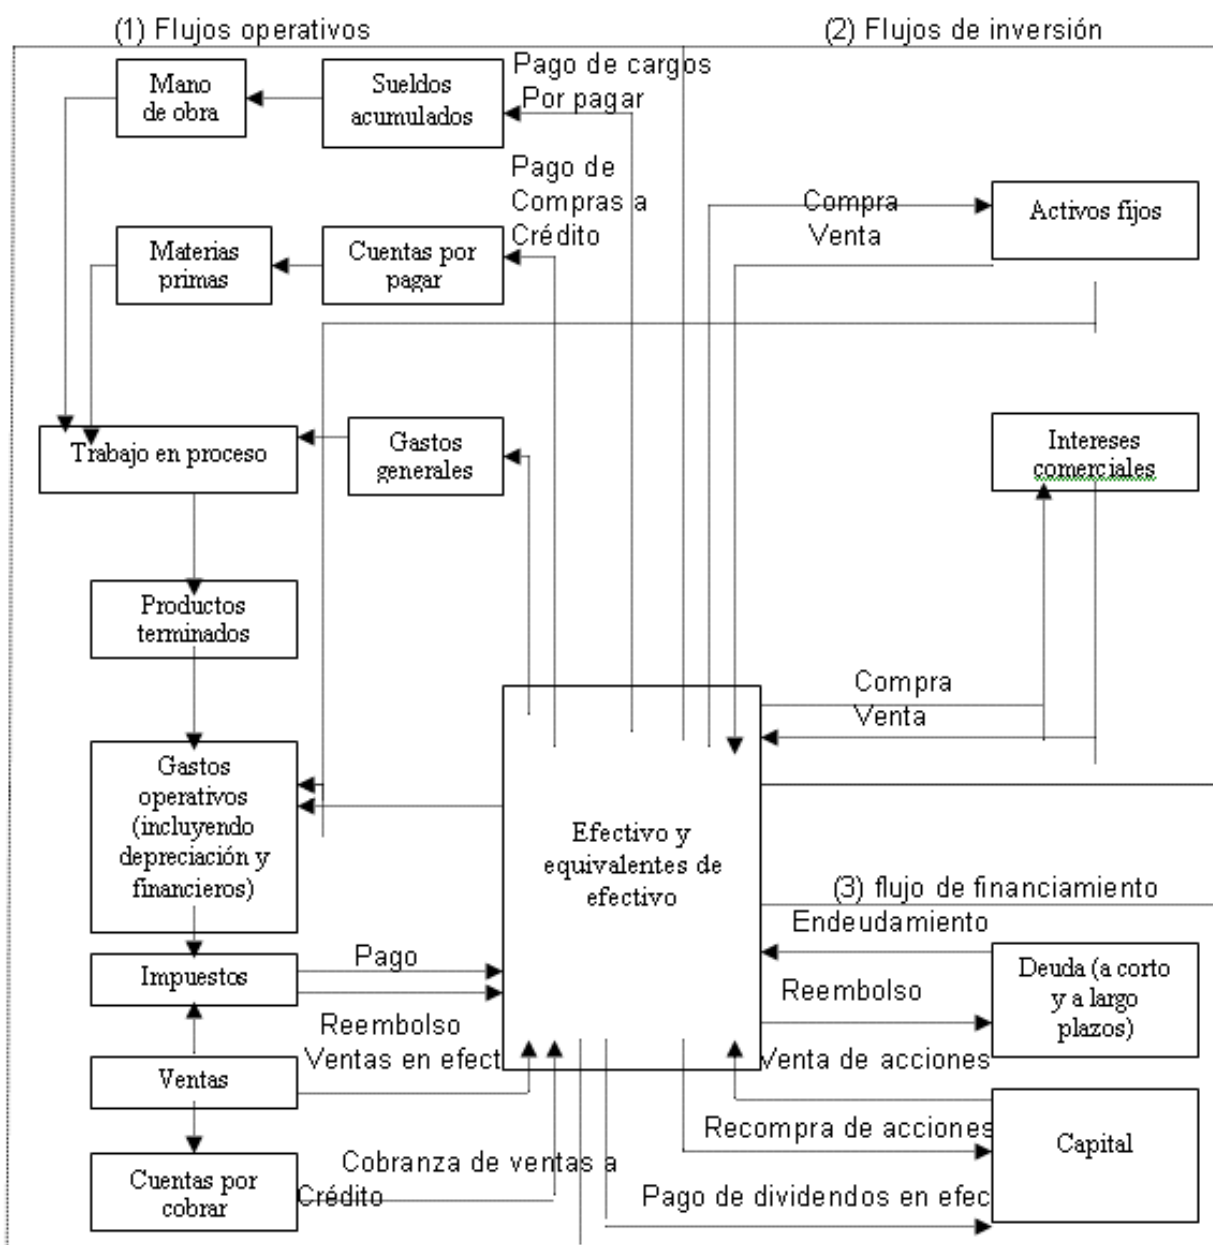 (1) Flujos operativos
(2) Flujos de inversión
Mano
de obra
Sueldos
acumulados
Pago de cargos
Por pagar
Pago de
Compras a
Crédito
Compra
Venta
Activos fijos
Materias
primas
Cuentas por
pagar
Trabajo en proceso
Gastos
generales
Intereses
comerciales
Productos
terminados
Compra
Venta
Gastos
operativos
(incluyendo
depreciación y
financieros)
Efectivo y
equivalentes de
efectivo
(3) flujo de financiamiento
Endeudamiento
Impuestos
Pago
Deuda (a corto
y a largo
plazos)
Reembolso
Reembolso
Ventas en efect
Venta de acciones
Ventas
Recompra de acciones
Capital
Cuentas por
cobrar
Cobranza de ventas a
Crédito
Pago de dividendos en efec